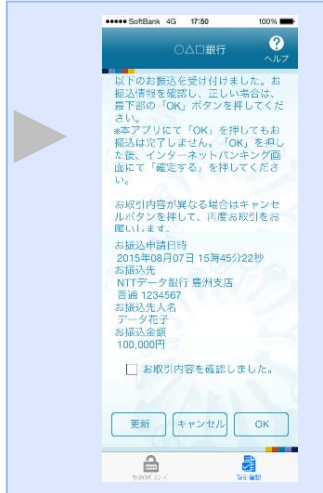 SoftBank 4G 17:50 100%
○△□銀行
ヘルプ
以下のお振込を受け付けました。お
振込情報を確認し、正しい場合は、
最下部の「OK」ボタンを押してくだ
さい。
※本アプリにて「OK」を押してもお
振込は完了しません。「OK」を押し
た後、インターネットバンキング画
面にて「確定する」を押してくださ
い。
お取引内容が異なる場合はキャンセ
ルボタンを押して、再度お取引をお
願いします。
お振込申請日時
2015年08月07日 15時45分22秒
お振込先
NTTデータ銀行 豊洲支店
普通 1234567
お振込先人名
データ花子
お振込金額
100,000円
お取引内容を確認しました。
更新 キャンセル OK
取引確認